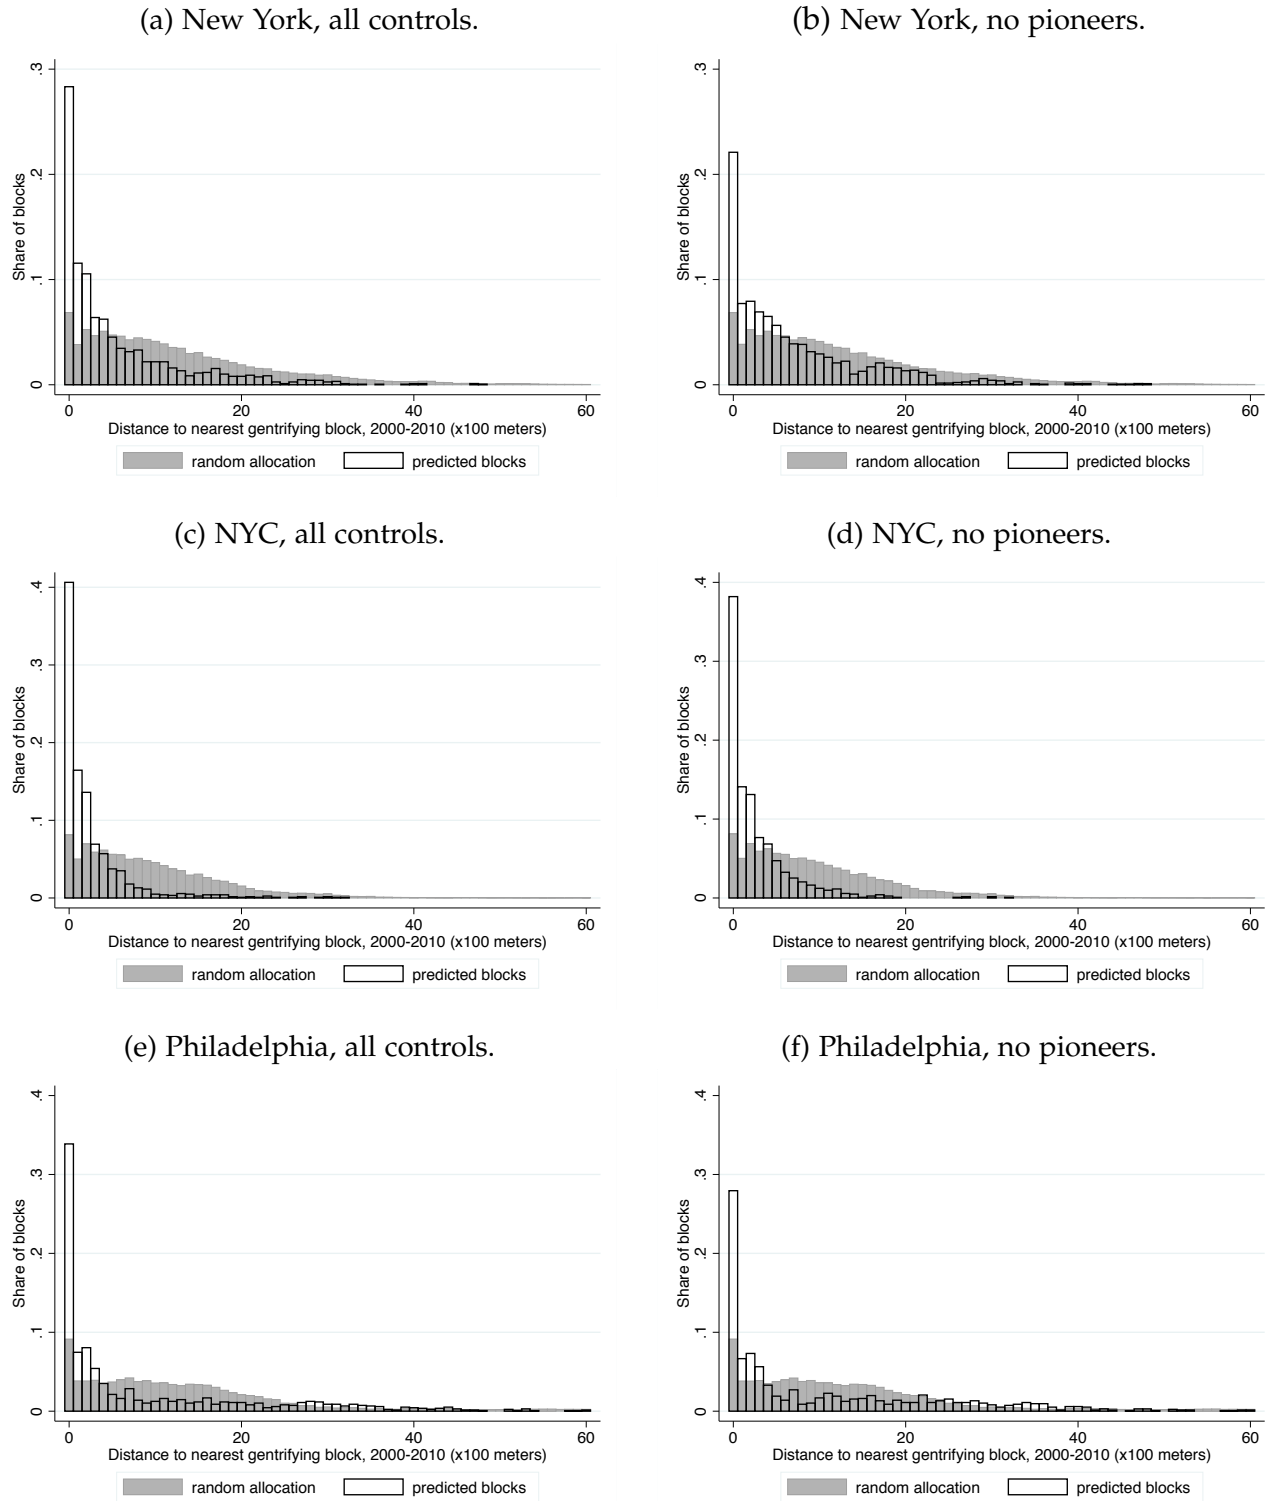 (a) New York, all controls.
(b) New York, no pioneers.
Share of blocks
0 .1 .2 .3
0 20 40 60
Distance to nearest gentrifying block, 2000-2010 (x100 meters)
random allocation predicted blocks
Share of blocks
0 .1 .2 .3
0 20 40 60
Distance to nearest gentrifying block, 2000-2010 (x100 meters)
random allocation predicted blocks
(c) NYC, all controls.
(d) NYC, no pioneers.
Share of blocks
0 .1 .2 .3 .4
0 20 40 60
Distance to nearest gentrifying block, 2000-2010 (x100 meters)
random allocation predicted blocks
Share of blocks
0 .1 .2 .3 .4
0 20 40 60
Distance to nearest gentrifying block, 2000-2010 (x100 meters)
random allocation predicted blocks
(e) Philadelphia, all controls.
(f) Philadelphia, no pioneers.
Share of blocks
0 .1 .2 .3 .4
0 20 40 60
Distance to nearest gentrifying block, 2000-2010 (x100 meters)
random allocation predicted blocks
Share of blocks
0 .1 .2 .3 .4
0 20 40 60
Distance to nearest gentrifying block, 2000-2010 (x100 meters)
random allocation predicted blocks